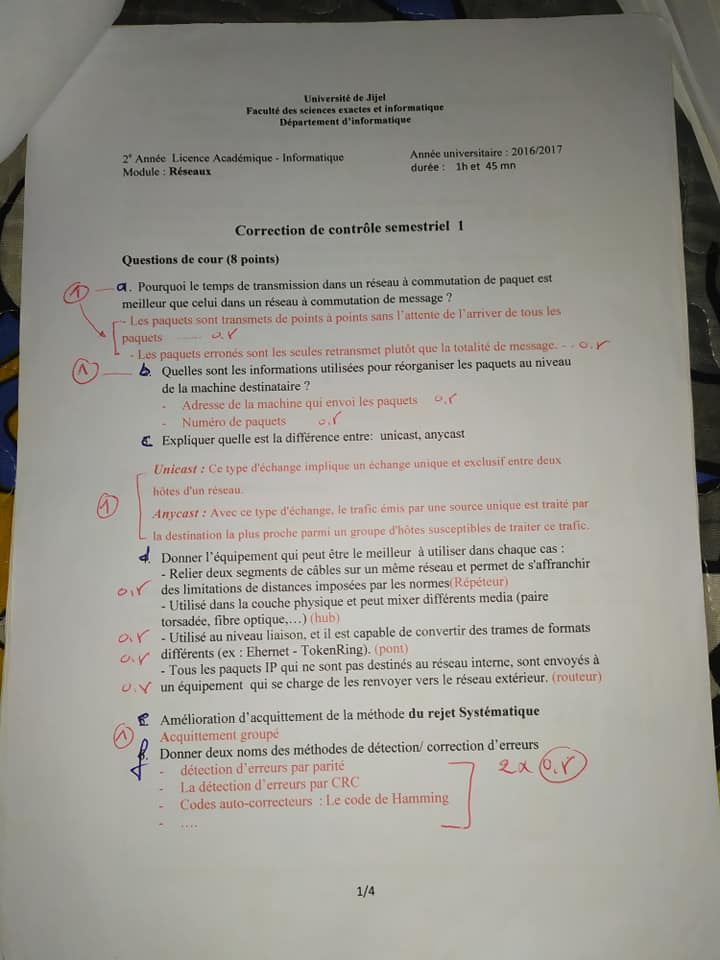 Université de Jijel
Faculté des sciences exactes et informatique
Département d'informatique
2e Année Licence Académique - Informatique
Année universitaire : 2016/2017
Module : Réseaux
durée : 1h et 45 mn
Correction de contrôle semestriel 1
Questions de cour (8 points)
1 a. Pourquoi le temps de transmission dans un réseau à commutation de paquet est
meilleur que celui dans un réseau à commutation de message ?
- Les paquets sont transmets de points à points sans l'attente de l'arriver de tous les
paquets 0.5
- Les paquets erronés sont les seules retransmet plutôt que la totalité de message. 0.5
1 b. Quelles sont les informations utilisées pour réorganiser les paquets au niveau
de la machine destinataire ?
- Adresse de la machine qui envoi les paquets 0.5
- Numéro de paquets 0.5
c. Expliquer quelle est la différence entre: unicast, anycast
Unicast : Ce type d'échange implique un échange unique et exclusif entre deux
hôtes d'un réseau.
1 Anycast : Avec ce type d'échange, le trafic émis par une source unique est traité par
la destination la plus proche parmi un groupe d'hôtes susceptibles de traiter ce trafic.
d. Donner l'équipement qui peut être le meilleur à utiliser dans chaque cas :
- Relier deux segments de câbles sur un même réseau et permet de s'affranchir
0.5 des limitations de distances imposées par les normes(Répéteur)
- Utilisé dans la couche physique et peut mixer différents media (paire
torsadée, fibre optique,…) (hub)
0.5 - Utilisé au niveau liaison, et il est capable de convertir des trames de formats
0.5 différents (ex : Ehernet - TokenRing). (pont)
- Tous les paquets IP qui ne sont pas destinés au réseau interne, sont envoyés à
0.5 un équipement qui se charge de les renvoyer vers le réseau extérieur. (routeur)
e. Amélioration d'acquittement de la méthode du rejet Systématique
1 Acquittement groupé
f. Donner deux noms des méthodes de détection/ correction d'erreurs
- détection d'erreurs par parité
2 x 0.5
- La détection d'erreurs par CRC
- Codes auto-correcteurs : Le code de Hamming
- ….
1/4